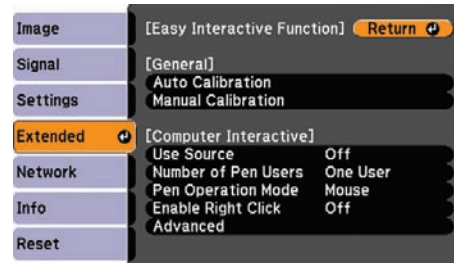 Image
Signal
Settings
Extended
Network
Info
Reset
[Easy Interactive Function] Return
[General]
Auto Calibration
Manual Calibration
[Computer Interactive]
Use Source Off
Number of Pen Users One User
Pen Operation Mode Mouse
Enable Right Click Off
Advanced